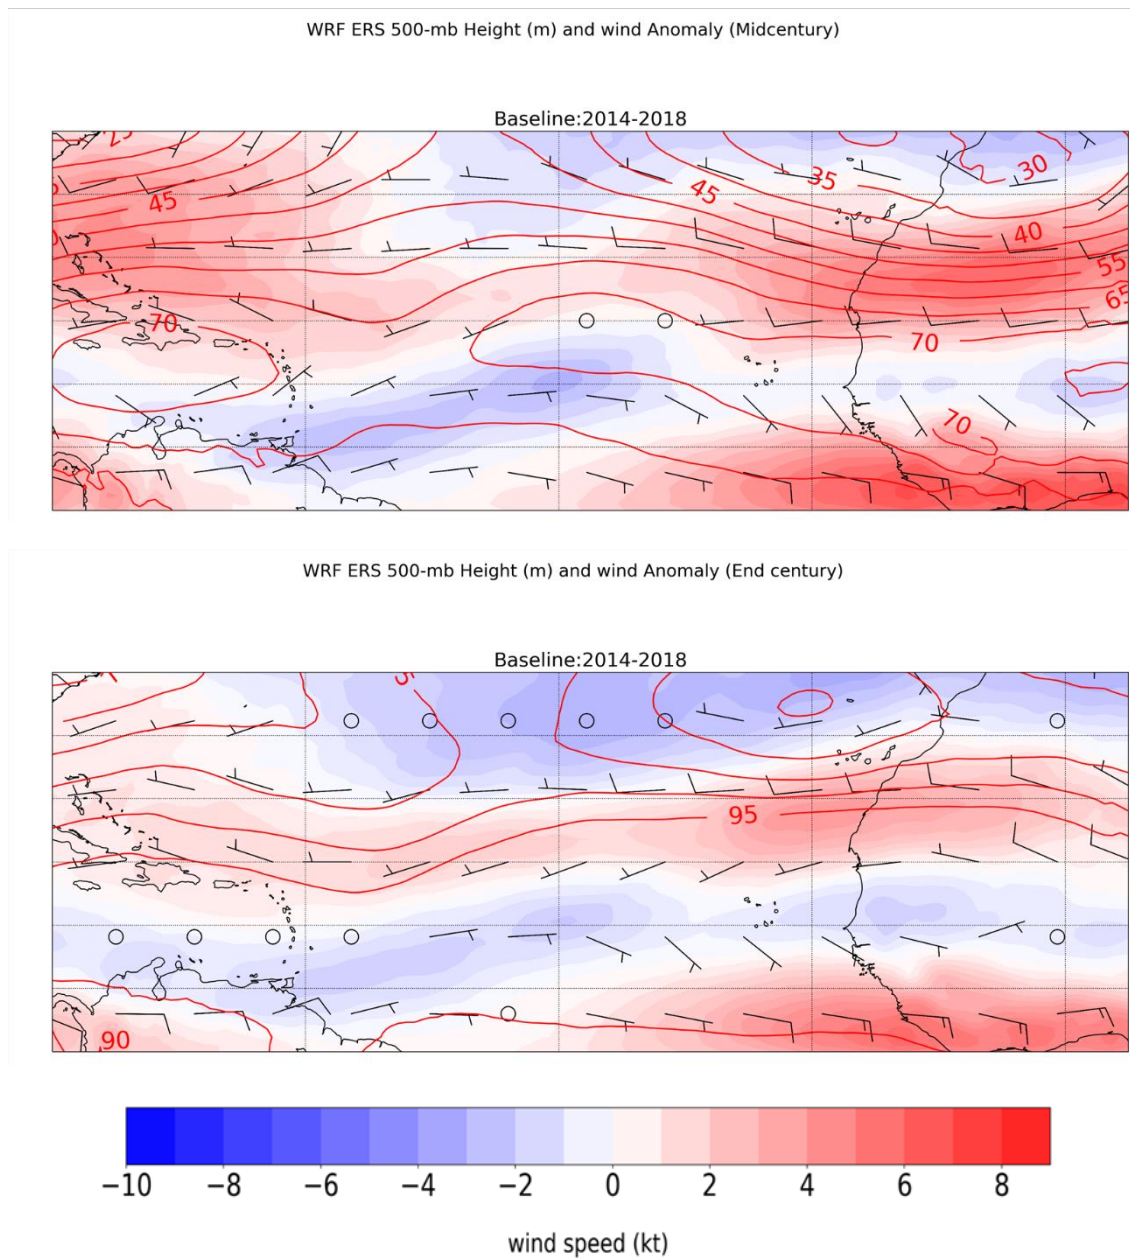 WRF ERS 500-mb Height (m) and wind Anomaly (Midcentury)
Baseline:2014-2018
45
45
35
30
40
55
65
70
70
70
WRF ERS 500-mb Height (m) and wind Anomaly (End century)
Baseline:2014-2018
95
90
−10 −8 −6 −4 −2 0 2 4 6 8
wind speed (kt)